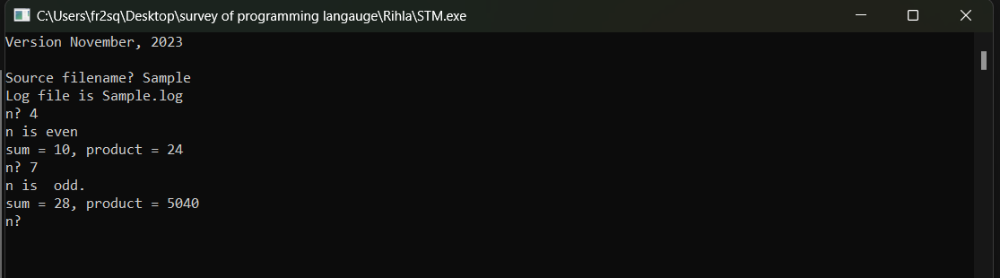 C:\Users\fr2sq\Desktop\survey of programming langauge\Rihla\STM.exe
Version November, 2023
Source filename? Sample
Log file is Sample.log
n? 4
n is even
sum = 10, product = 24
n? 7
n is  odd.
sum = 28, product = 5040
n?